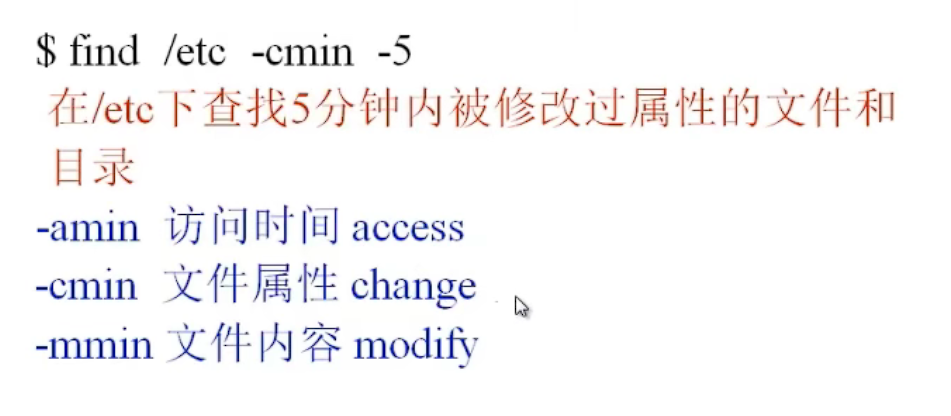 $ find /etc -cmin -5
在/etc下查找5分钟内被修改过属性的文件和
目录
-amin 访问时间 access
-cmin 文件属性 change
-mmin 文件内容 modify